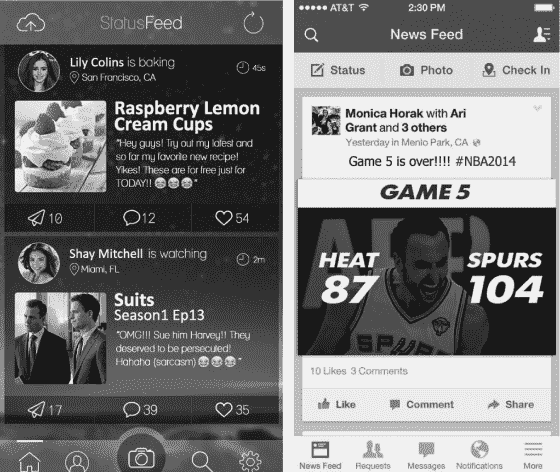 StatusFeed
Lily Colins is baking
San Francisco, CA
45s
Raspberry Lemon
Cream Cups
"Hey guys! Try out my latest and
so far my favorite new recipe!
Yikes! These are for free just for
TODAY!! 😂😂😂"
10
12
54
Shay Mitchell is watching
Miami, FL
2m
Suits
Season1 Ep13
"OMG!!! Sue him Harvey!! They
deserved to be persecuted!
Hahaha (sarcasm) 😂😂😂"
17
39
35
AT&T
2:30 PM
News Feed
Status
Photo
Check In
Monica Horak with Ari
Grant and 3 others
Yesterday in Menlo Park, CA
Game 5 is over!!!! #NBA2014
GAME 5
HEAT
87
SPURS
104
SPURS
10 Likes 3 Comments
Like
Comment
Share
News Feed
Requests
Messages
Notifications
More